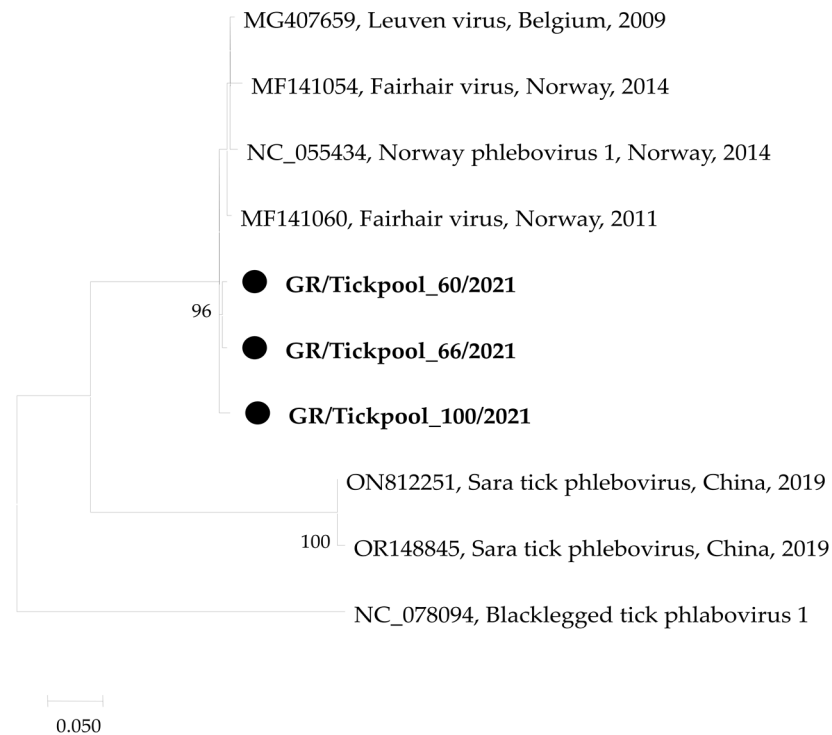 MG407659, Leuven virus, Belgium, 2009
MF141054, Fairhair virus, Norway, 2014
NC_055434, Norway phlebovirus 1, Norway, 2014
MF141060, Fairhair virus, Norway, 2011
GR/Tickpool_60/2021
96
GR/Tickpool_66/2021
GR/Tickpool_100/2021
ON812251, Sara tick phlebovirus, China, 2019
100
OR148845, Sara tick phlebovirus, China, 2019
NC_078094, Blacklegged tick phlabovirus 1
0.050